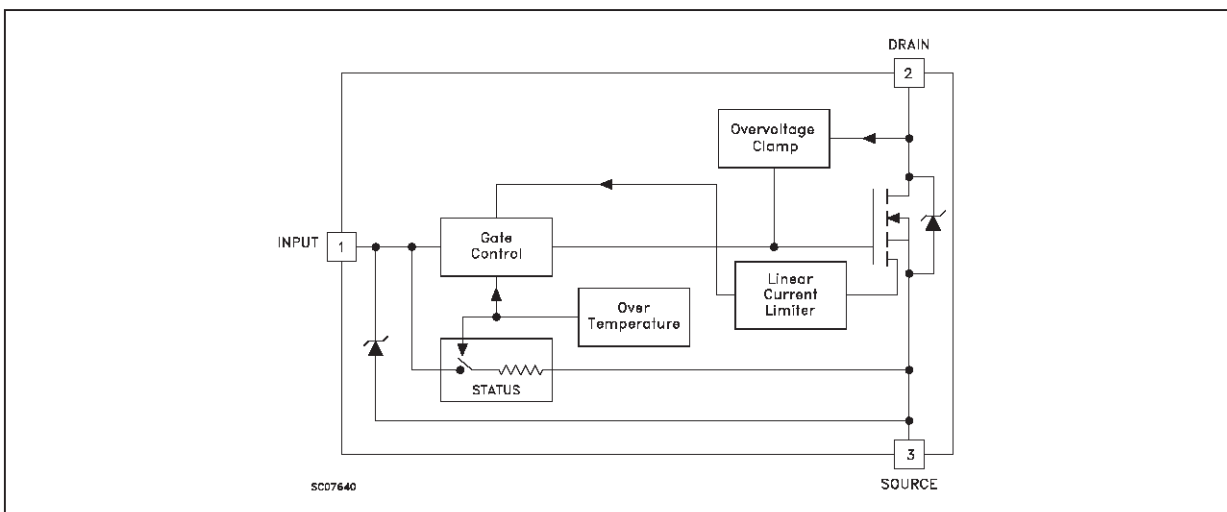 DRAIN
2
Overvoltage
Clamp
INPUT
1
Gate
Control
Linear
Current
Limiter
Over
Temperature
STATUS
3
SC07640
SOURCE